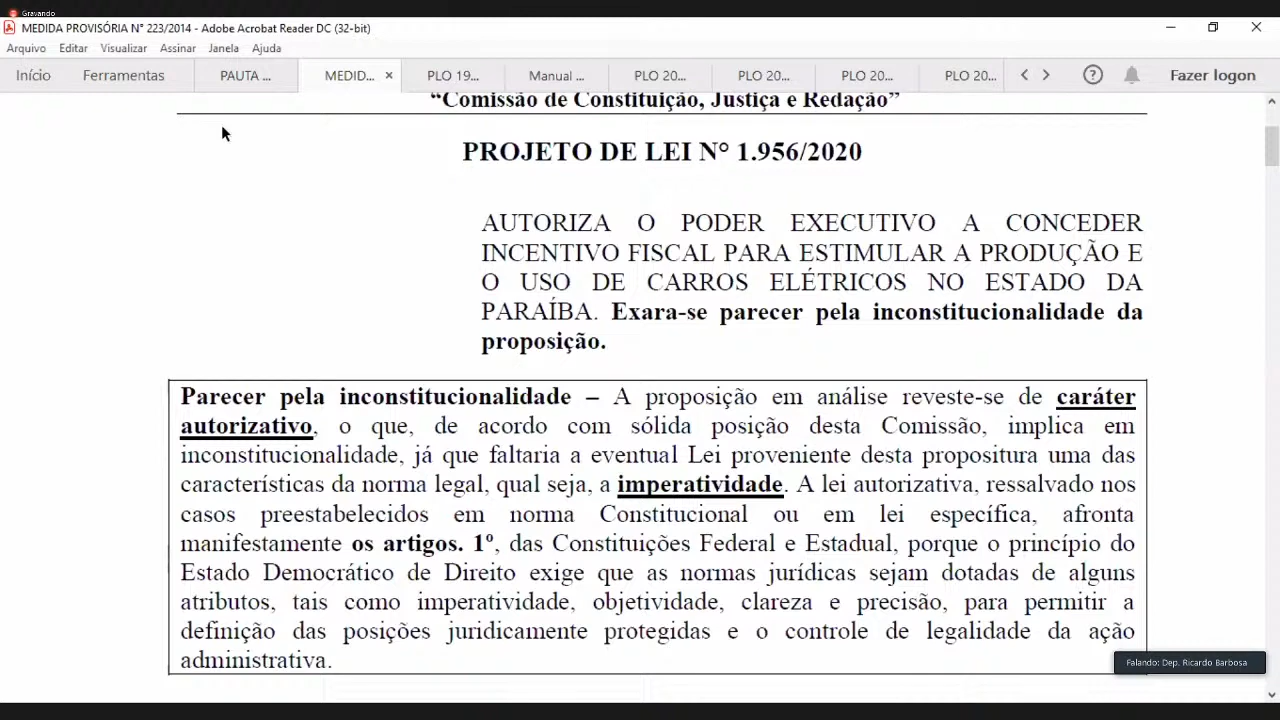 Gravando
MEDIDA PROVISÓRIA N° 223/2014 - Adobe Acrobat Reader DC (32-bit)
Arquivo Editar Visualizar Assinar Janela Ajuda
Início Ferramentas PAUTA ... MEDID... × PLO 19... Manual ... PLO 20... PLO 20... PLO 20... PLO 20... Fazer logon
“Comissão de Constituição, Justiça e Redação”
PROJETO DE LEI N° 1.956/2020
AUTORIZA O PODER EXECUTIVO A CONCEDER
INCENTIVO FISCAL PARA ESTIMULAR A PRODUÇÃO E
O USO DE CARROS ELÉTRICOS NO ESTADO DA
PARAÍBA. Exara-se parecer pela inconstitucionalidade da
proposição.
Parecer pela inconstitucionalidade – A proposição em análise reveste-se de caráter
autorizativo, o que, de acordo com sólida posição desta Comissão, implica em
inconstitucionalidade, já que faltaria a eventual Lei proveniente desta propositura uma das
características da norma legal, qual seja, a imperatividade. A lei autorizativa, ressalvado nos
casos preestabelecidos em norma Constitucional ou em lei específica, afronta
manifestamente os artigos. 1º, das Constituições Federal e Estadual, porque o princípio do
Estado Democrático de Direito exige que as normas jurídicas sejam dotadas de alguns
atributos, tais como imperatividade, objetividade, clareza e precisão, para permitir a
definição das posições juridicamente protegidas e o controle de legalidade da ação
administrativa.
Falando: Dep. Ricardo Barbosa